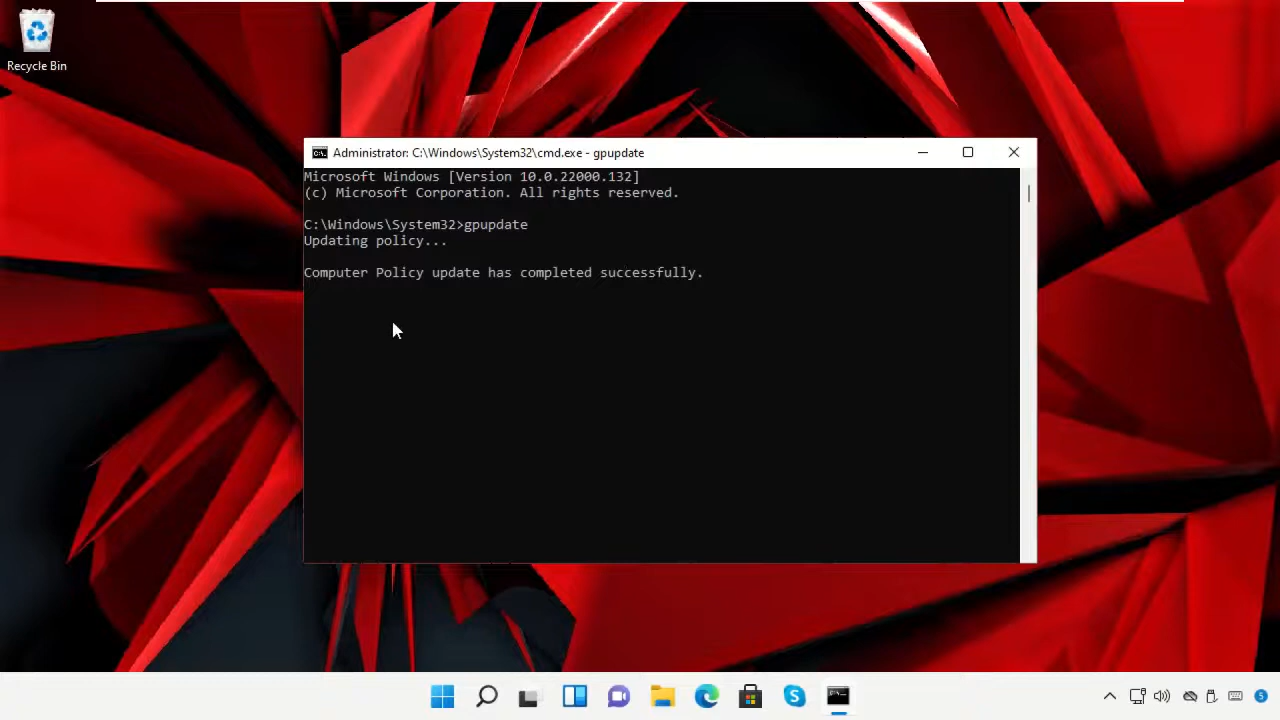 Recycle Bin
Administrator: C:\Windows\System32\cmd.exe - gpupdate
Microsoft Windows [Version 10.0.22000.132]
(c) Microsoft Corporation. All rights reserved.
C:\Windows\System32>gpupdate
Updating policy...
Computer Policy update has completed successfully.
5